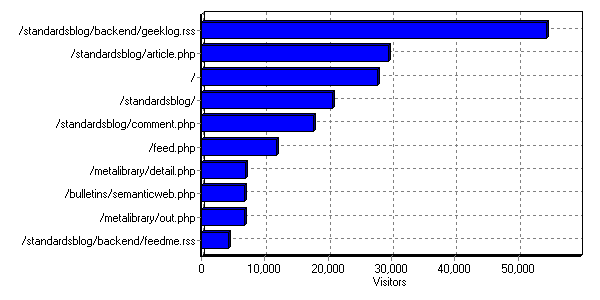 /standardsblog/backend/geeklog.rss
/standardsblog/article.php
/
/standardsblog/
/standardsblog/comment.php
/feed.php
/metalibrary/detail.php
/bulletins/semanticweb.php
/metalibrary/out.php
/standardsblog/backend/feedme.rss
0 10,000 20,000 30,000 40,000 50,000
Visitors